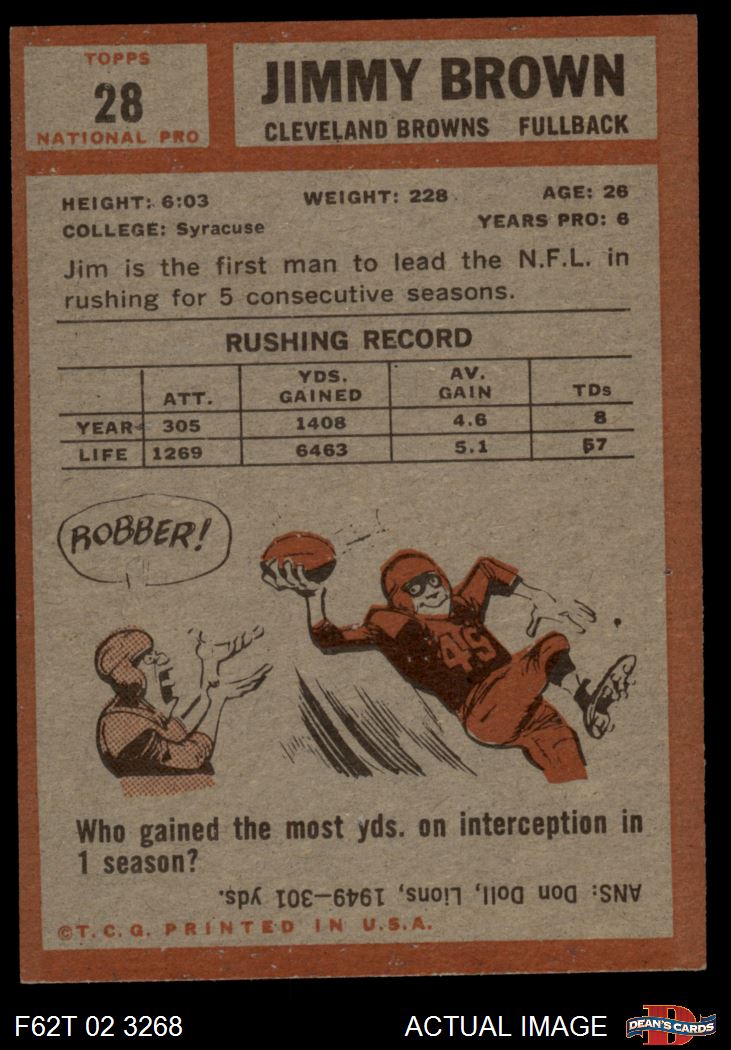 TOPPS
28
NATIONAL PRO
JIMMY BROWN
CLEVELAND BROWNS FULLBACK
HEIGHT: 6:03 WEIGHT: 228 AGE: 26
COLLEGE: Syracuse YEARS PRO: 6
Jim is the first man to lead the N.F.L. in
rushing for 5 consecutive seasons.
RUSHING RECORD
ATT. YDS. GAINED AV. GAIN TDs
YEAR 305 1408 4.6 8
LIFE 1269 6463 5.1 57
ROBBER!
45
Who gained the most yds. on interception in
1 season?
ANS: Don Doll, Lions, 1949—301 yds.
©T.C.G. PRINTED IN U.S.A.
F62T 02 3268 ACTUAL IMAGE
D
DEAN'S CARDS